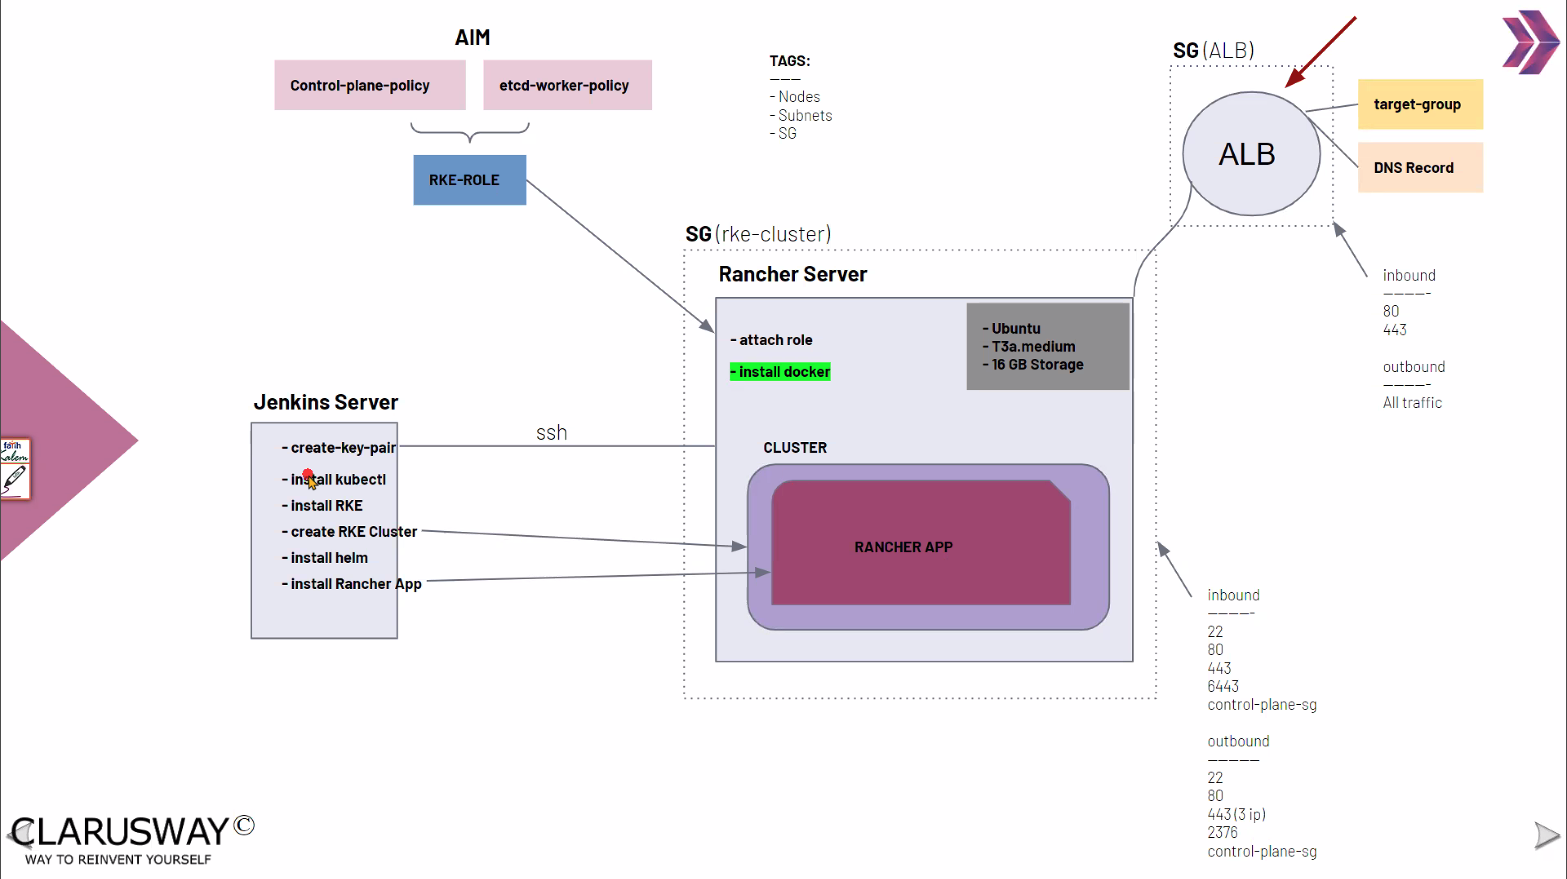 AIM
Control-plane-policy
etcd-worker-policy
RKE-ROLE
TAGS:
- Nodes
- Subnets
- SG
SG (ALB)
ALB
target-group
DNS Record
inbound
80
443
outbound
All traffic
SG (rke-cluster)
Rancher Server
- attach role
- install docker
- Ubuntu
- T3a.medium
- 16 GB Storage
Jenkins Server
- create-key-pair
- install kubectl
- install RKE
- create RKE Cluster
- install helm
- install Rancher App
ssh
CLUSTER
RANCHER APP
inbound
22
80
443
6443
control-plane-sg
outbound
22
80
443 (3 ip)
2376
control-plane-sg
fatih
Kalem
CLARUSWAY©
WAY TO REINVENT YOURSELF